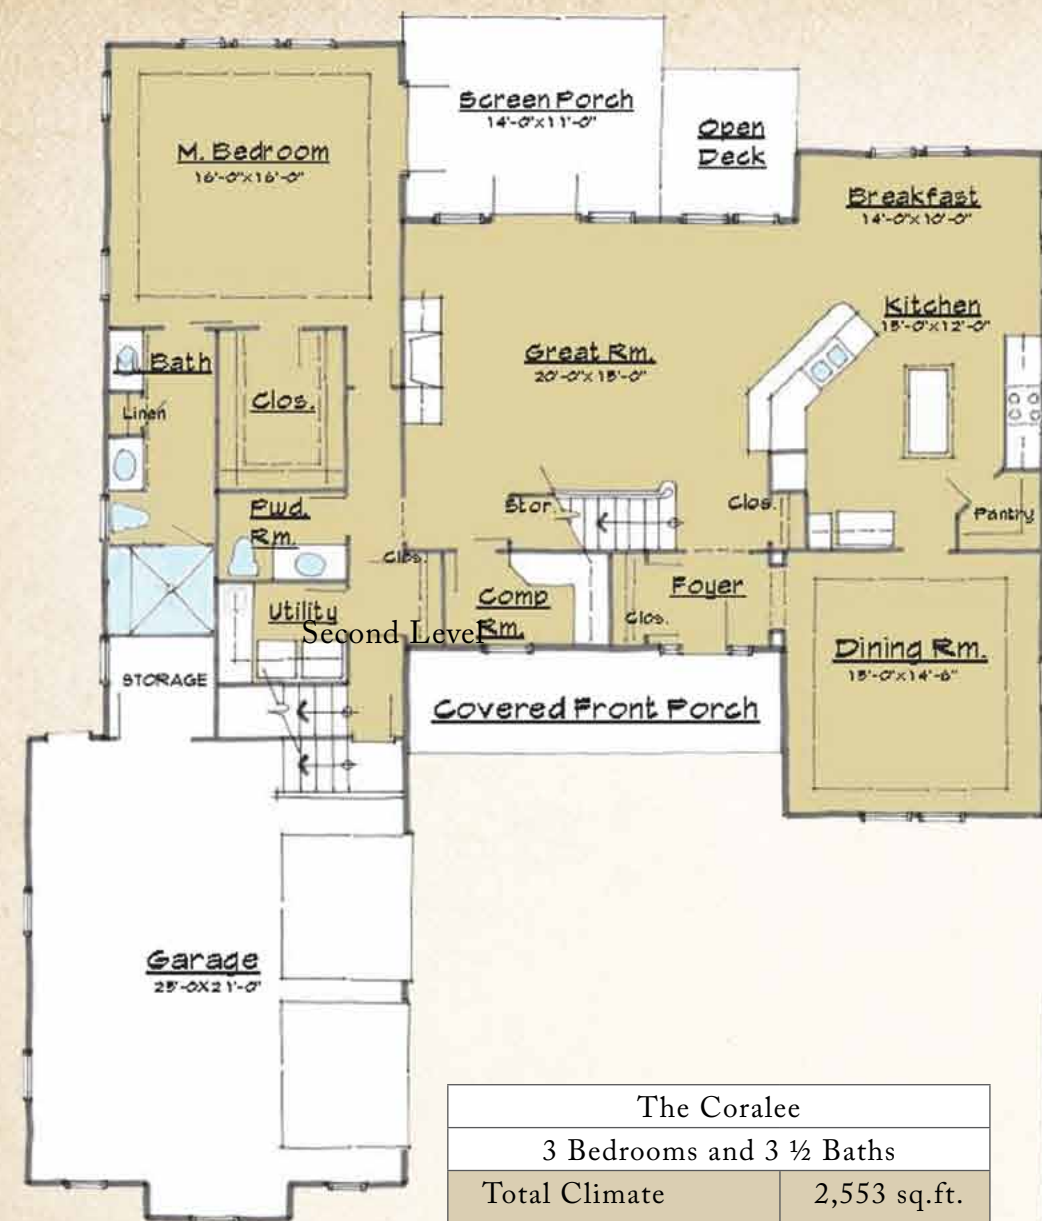 Screen Porch
14'-0"x11'-0"
Open
Deck
M. Bedroom
16'-0"x16'-0"
Breakfast
14'-0"x10'-0"
Kitchen
15'-0"x12'-0"
Great Rm.
20'-0"x15'-0"
Bath
Linen
Clos.
Pwd.
Rm.
Stor.
Clos.
Pantry
Clos.
Utility
Comp
Rm.
Foyer
Clos.
Second Level
Dining Rm.
15'-0"x14'-6"
STORAGE
Covered Front Porch
Garage
25'-0X21'-0"
The Coralee
3 Bedrooms and 3 ½ Baths
Total Climate 2,553 sq.ft.